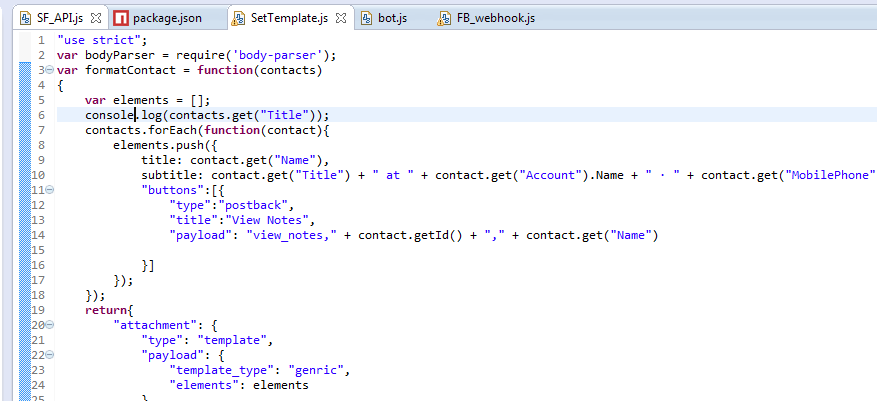 SF_API.js package.json SetTemplate.js bot.js FB_webhook.js
1 "use strict";
2 var bodyParser = require('body-parser');
3 var formatContact = function(contacts)
4 {
5 var elements = [];
6 console.log(contacts.get("Title"));
7 contacts.forEach(function(contact){
8 elements.push({
9 title: contact.get("Name"),
10 subtitle: contact.get("Title") + " at " + contact.get("Account").Name + " · " + contact.get("MobilePhone"
11 "buttons":[{
12 "type":"postback",
13 "title":"View Notes",
14 "payload": "view_notes," + contact.getId() + "," + contact.get("Name")
15
16 }]
17 });
18 });
19 return{
20 "attachment": {
21 "type": "template",
22 "payload": {
23 "template_type": "genric",
24 "elements": elements
25 }